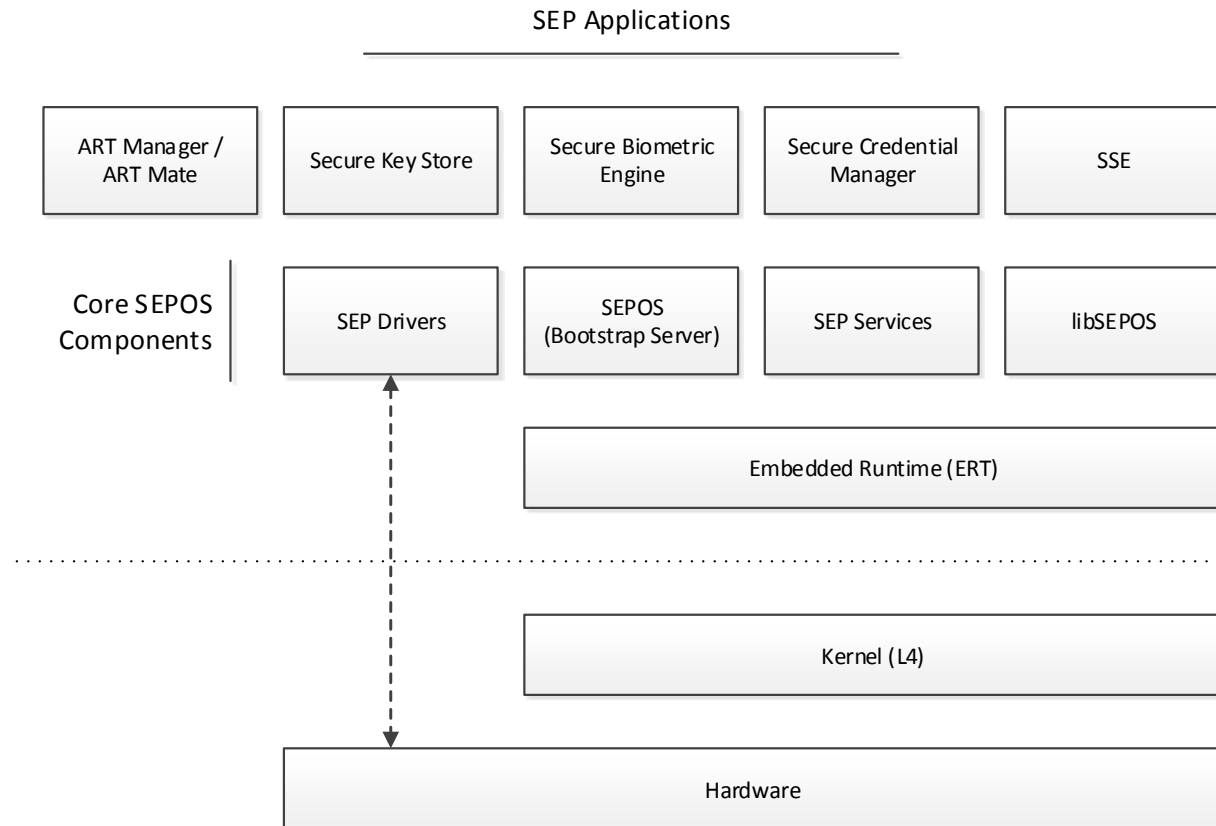 SEP Applications
ART Manager /
ART Mate
Secure Key Store
Secure Biometric
Engine
Secure Credential
Manager
SSE
Core SEPOS
Components
SEP Drivers
SEPOS
(Bootstrap Server)
SEP Services
libSEPOS
Embedded Runtime (ERT)
Kernel (L4)
Hardware